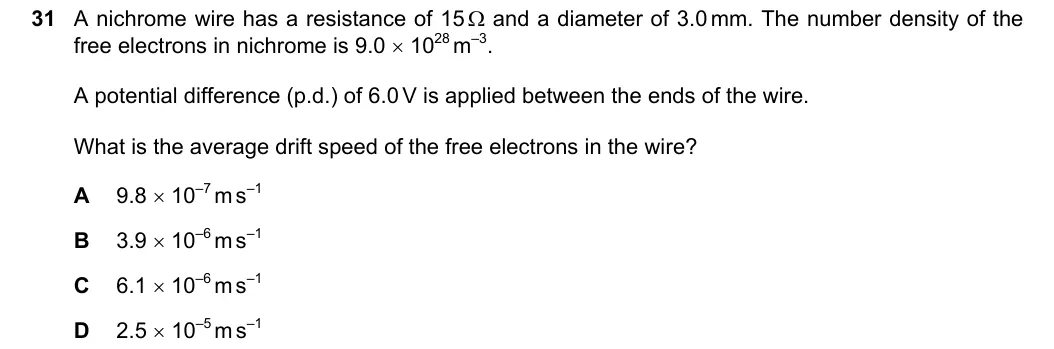 31 A nichrome wire has a resistance of 15Ω and a diameter of 3.0mm. The number density of the
free electrons in nichrome is 9.0 × 10²⁸ m⁻³.
A potential difference (p.d.) of 6.0V is applied between the ends of the wire.
What is the average drift speed of the free electrons in the wire?
A 9.8 × 10⁻⁷ m s⁻¹
B 3.9 × 10⁻⁶ m s⁻¹
C 6.1 × 10⁻⁶ m s⁻¹
D 2.5 × 10⁻⁵ m s⁻¹